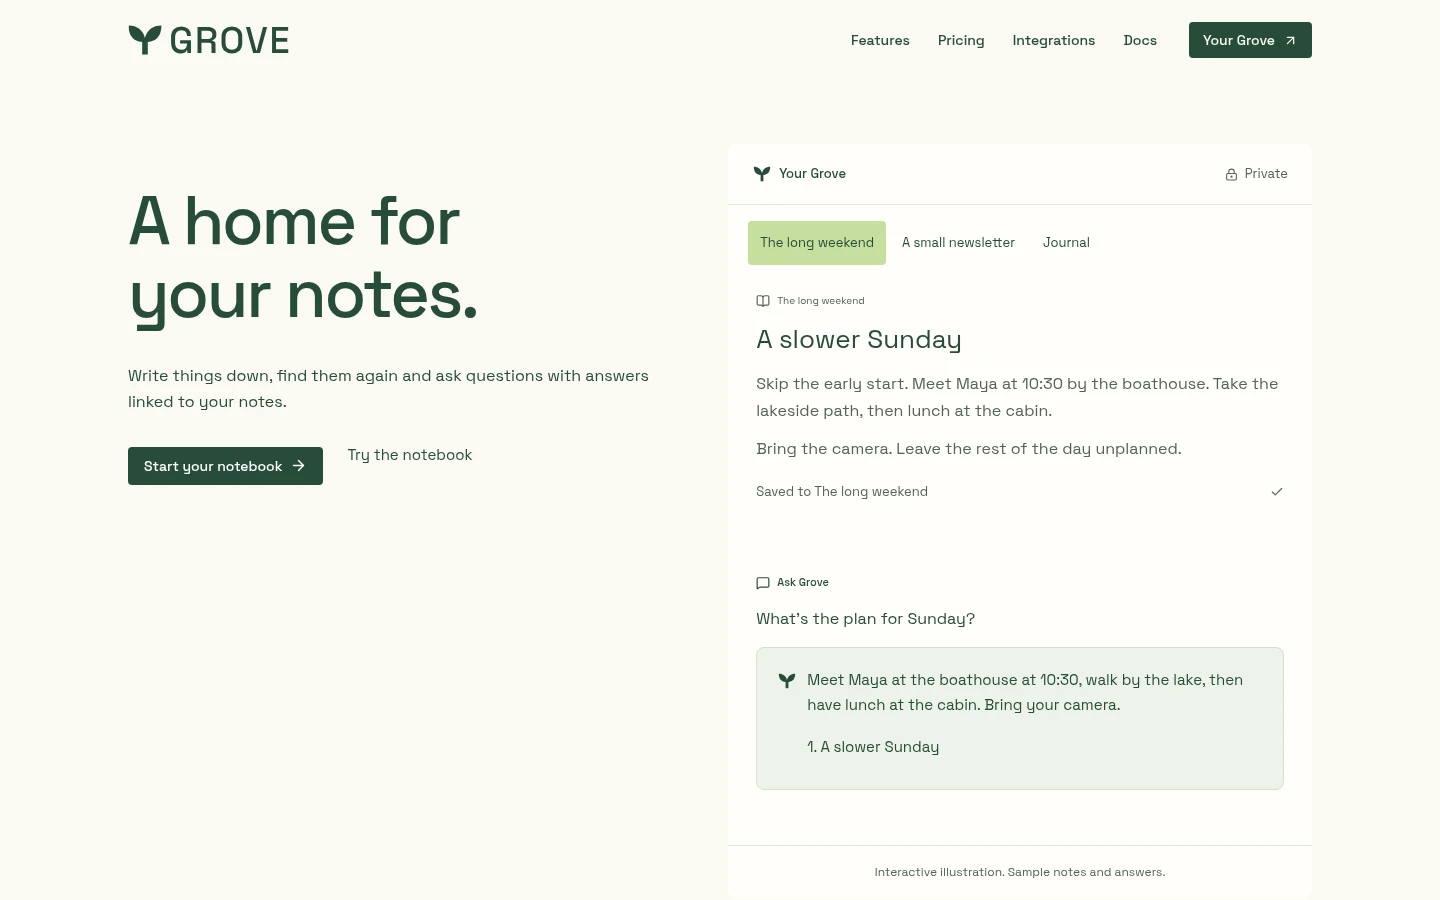 GROVE
Features
Pricing
Integrations
Docs
Your Grove
A home for
your notes.
Write things down, find them again and ask questions with answers
linked to your notes.
Start your notebook
Try the notebook
Your Grove
Private
The long weekend
A small newsletter
Journal
The long weekend
A slower Sunday
Skip the early start. Meet Maya at 10:30 by the boathouse. Take the
lakeside path, then lunch at the cabin.
Bring the camera. Leave the rest of the day unplanned.
Saved to The long weekend
Ask Grove
What's the plan for Sunday?
Meet Maya at the boathouse at 10:30, walk by the lake, then
have lunch at the cabin. Bring your camera.
1. A slower Sunday
Interactive illustration. Sample notes and answers.